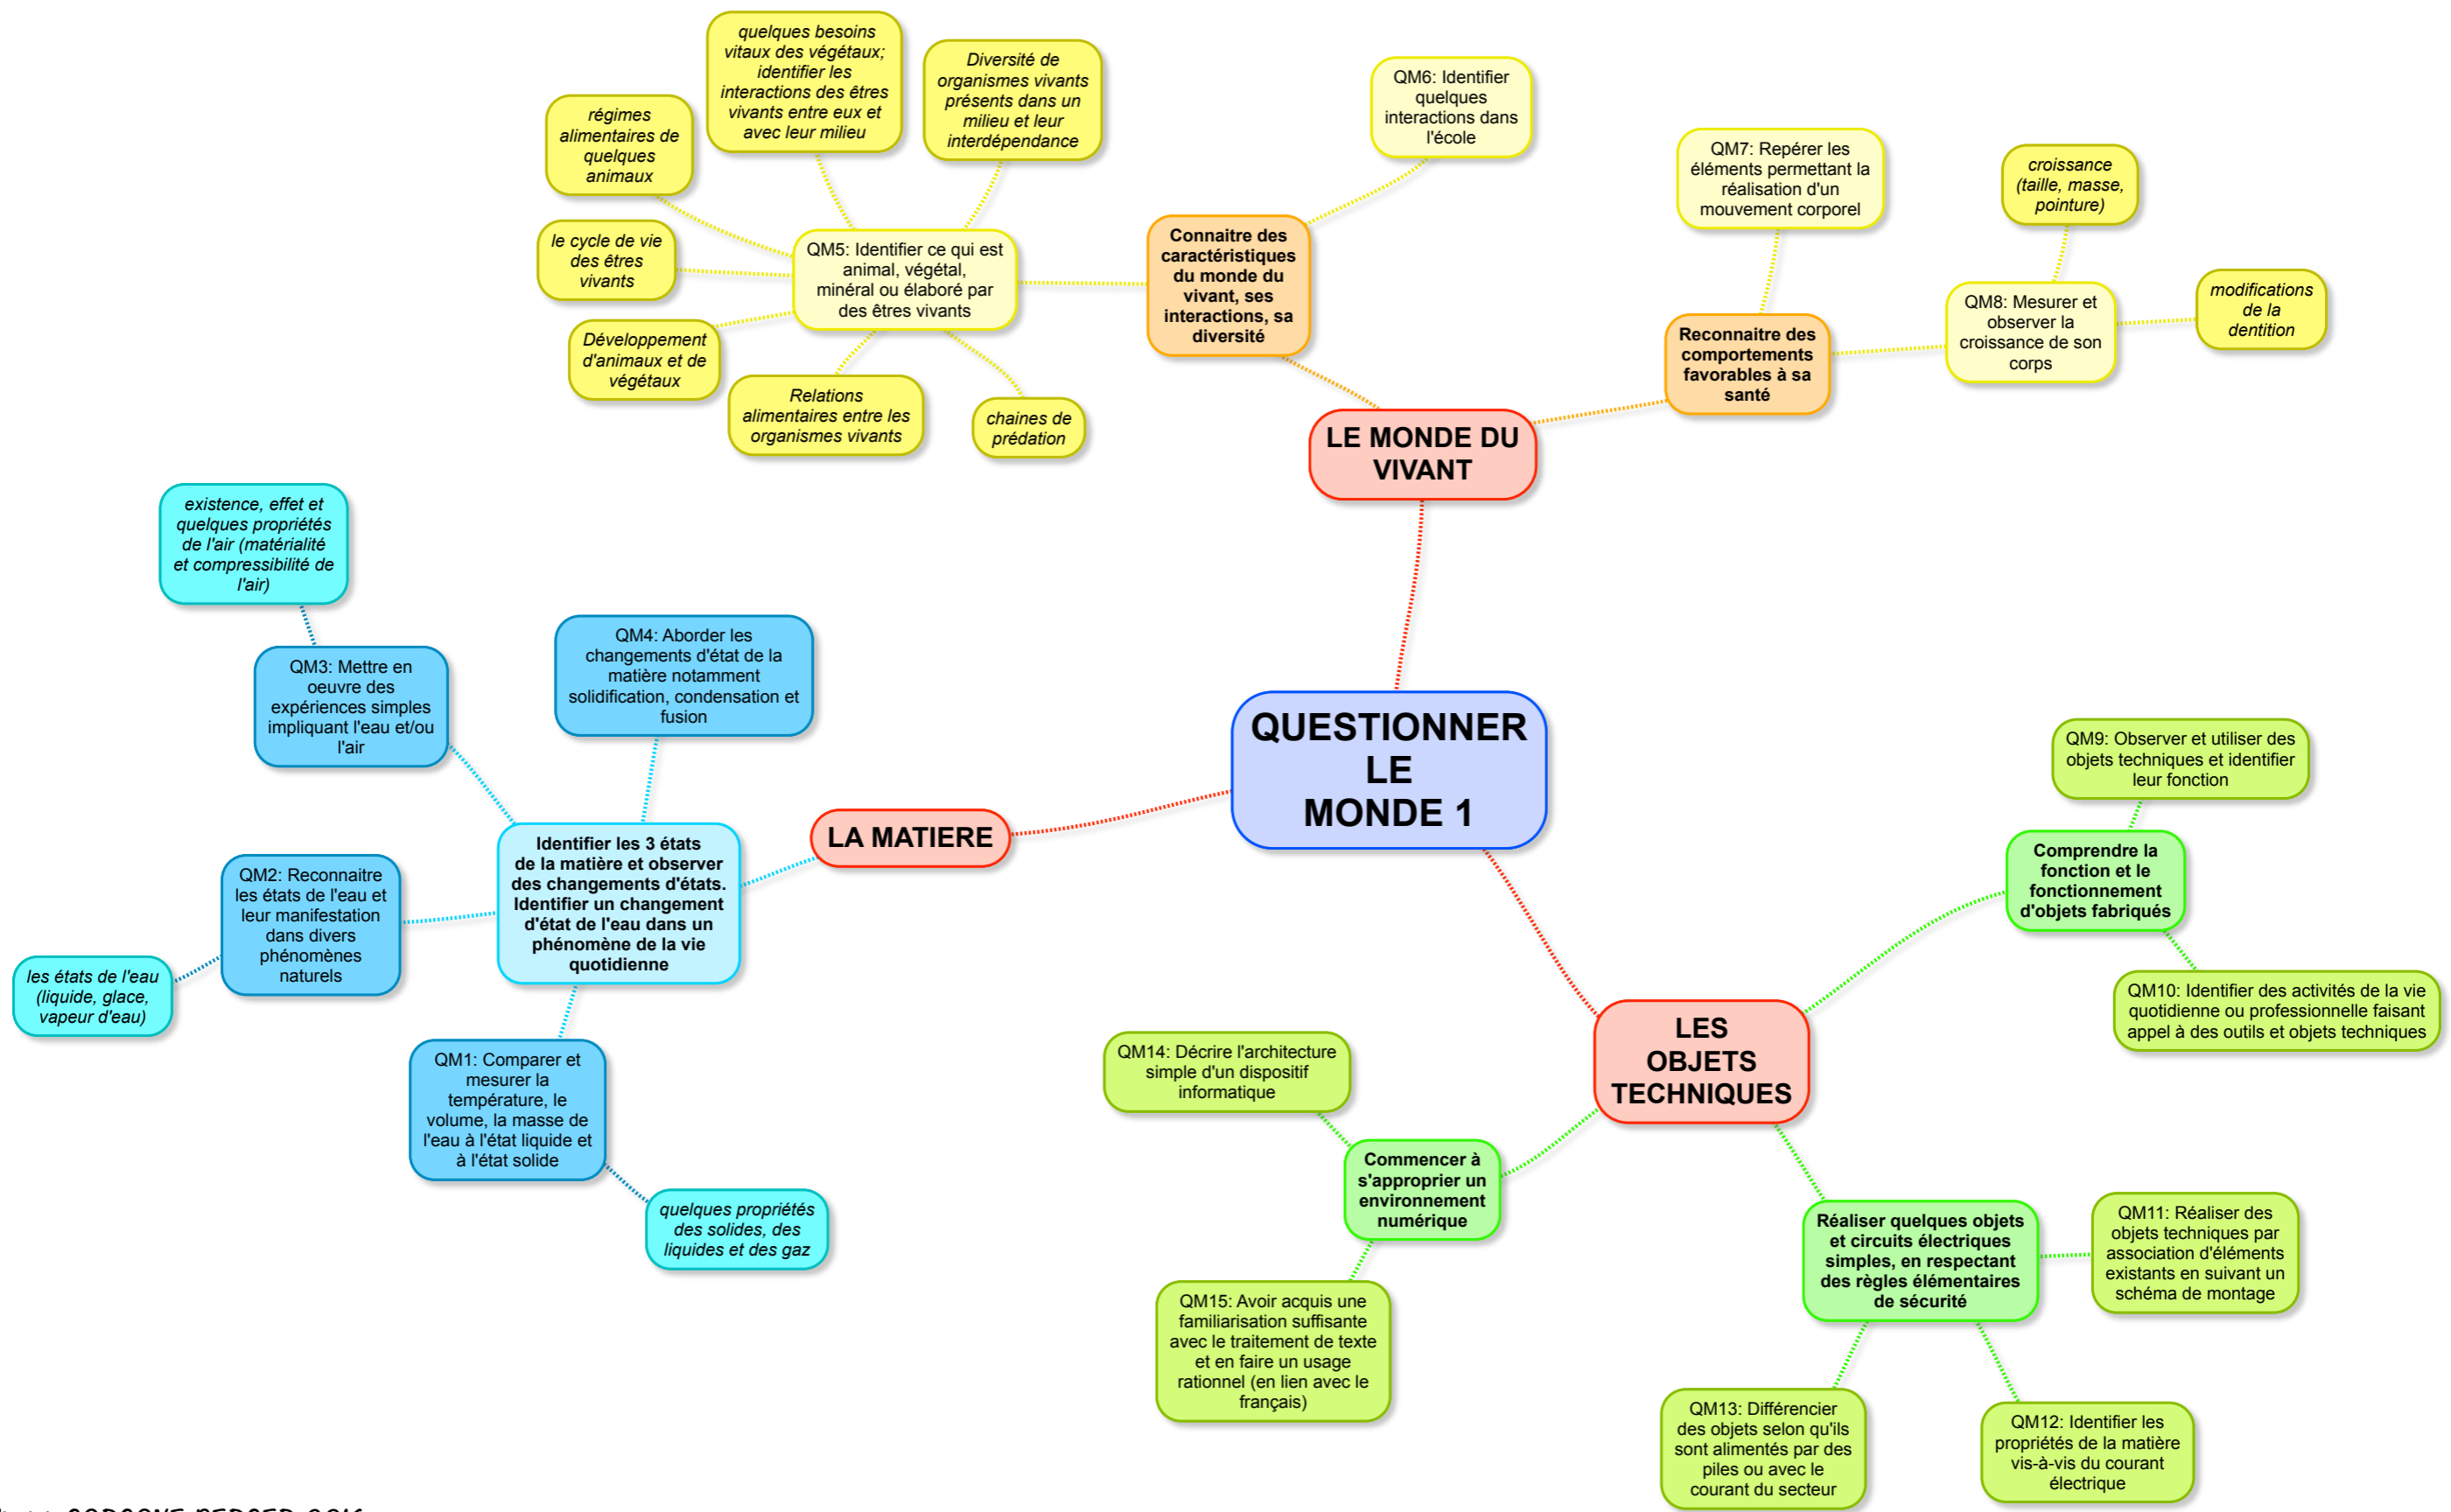 quelques besoins
vitaux des végétaux;
identifier les
interactions des êtres
vivants entre eux et
avec leur milieu
Diversité de
organismes vivants
présents dans un
milieu et leur
interdépendance
régimes
alimentaires de
quelques
animaux
le cycle de vie
des êtres
vivants
QM5: Identifier ce qui est
animal, végétal,
minéral ou élaboré par
des êtres vivants
Développement
d'animaux et de
végétaux
Relations
alimentaires entre les
organismes vivants
chaines de
prédation
QM6: Identifier
quelques
interactions dans
l'école
Connaitre des
caractéristiques
du monde du
vivant, ses
interactions, sa
diversité
QM7: Repérer les
éléments permettant la
réalisation d'un
mouvement corporel
croissance
(taille, masse,
pointure)
QM8: Mesurer et
observer la
croissance de son
corps
modifications
de la
dentition
Reconnaitre des
comportements
favorables à sa
santé
LE MONDE DU
VIVANT
existence, effet et
quelques propriétés
de l'air (matérialité
et compressibilité de
l'air)
QM3: Mettre en
oeuvre des
expériences simples
impliquant l'eau et/ou
l'air
QM4: Aborder les
changements d'état de la
matière notamment
solidification, condensation et
fusion
QUESTIONNER
LE
MONDE 1
LA MATIERE
Identifier les 3 états
de la matière et observer
des changements d'états.
Identifier un changement
d'état de l'eau dans un
phénomène de la vie
quotidienne
QM2: Reconnaitre
les états de l'eau et
leur manifestation
dans divers
phénomènes
naturels
les états de l'eau
(liquide, glace,
vapeur d'eau)
QM1: Comparer et
mesurer la
température, le
volume, la masse de
l'eau à l'état liquide et
à l'état solide
quelques propriétés
des solides, des
liquides et des gaz
QM9: Observer et utiliser des
objets techniques et identifier
leur fonction
Comprendre la
fonction et le
fonctionnement
d'objets fabriqués
QM10: Identifier des activités de la vie
quotidienne ou professionnelle faisant
appel à des outils et objets techniques
LES
OBJETS
TECHNIQUES
QM14: Décrire l'architecture
simple d'un dispositif
informatique
Commencer à
s'approprier un
environnement
numérique
QM15: Avoir acquis une
familiarisation suffisante
avec le traitement de texte
et en faire un usage
rationnel (en lien avec le
français)
Réaliser quelques objets
et circuits électriques
simples, en respectant
des règles élémentaires
de sécurité
QM11: Réaliser des
objets techniques par
association d'éléments
existants en suivant un
schéma de montage
QM13: Différencier
des objets selon qu'ils
sont alimentés par des
piles ou avec le
courant du secteur
QM12: Identifier les
propriétés de la matière
vis-à-vis du courant
électrique